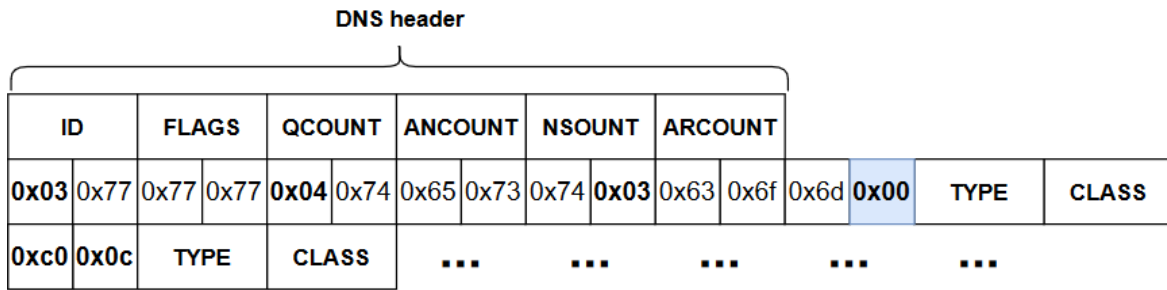 DNS header
ID FLAGS QCOUNT ANCOUNT NSOUNT ARCOUNT
0x03 0x77 0x77 0x77 0x04 0x74 0x65 0x73 0x74 0x03 0x63 0x6f 0x6d 0x00 TYPE CLASS
0xc0 0x0c TYPE CLASS ... ... ... ... ...